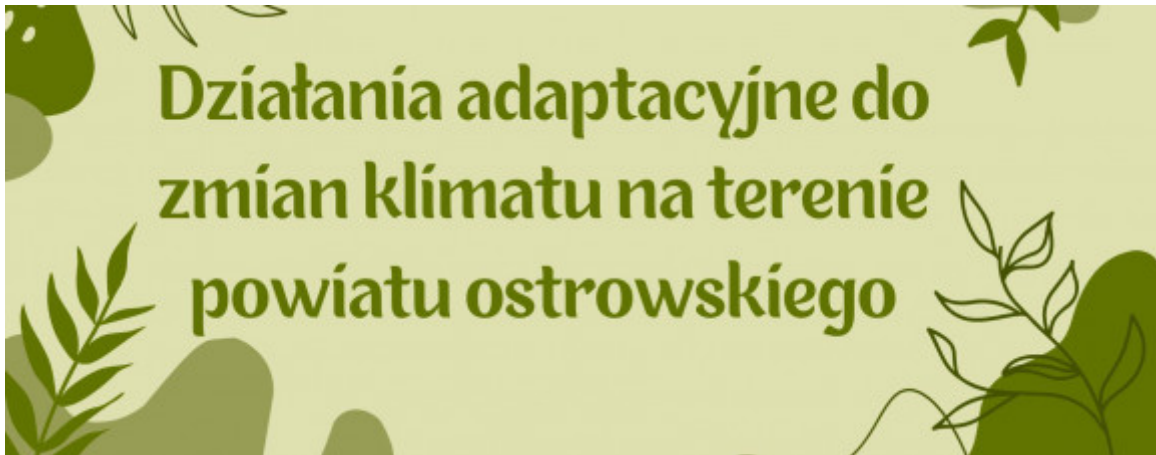 Działania adaptacyjne do
zmian klimatu na terenie
powiatu ostrowskiego